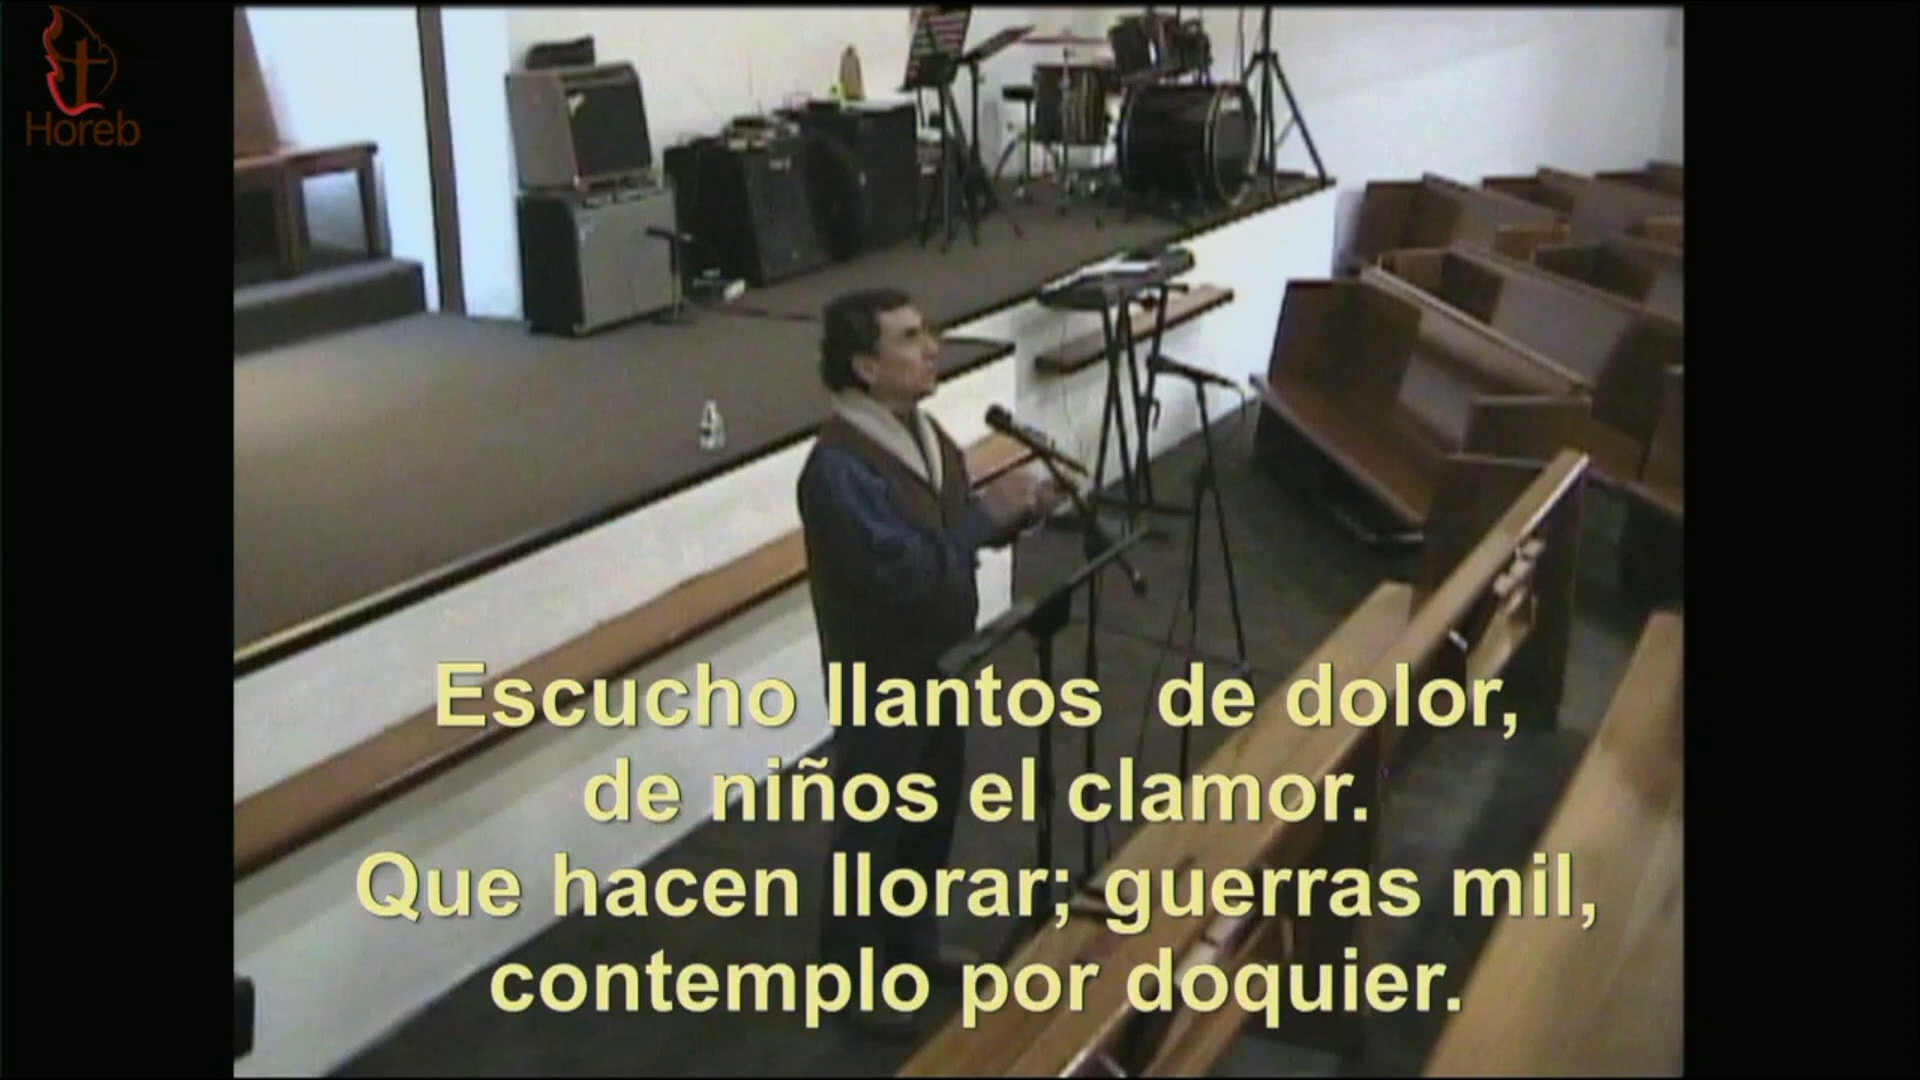 Horeb
Escucho llantos de dolor,
de niños el clamor.
Que hacen llorar; guerras mil,
contemplo por doquier.